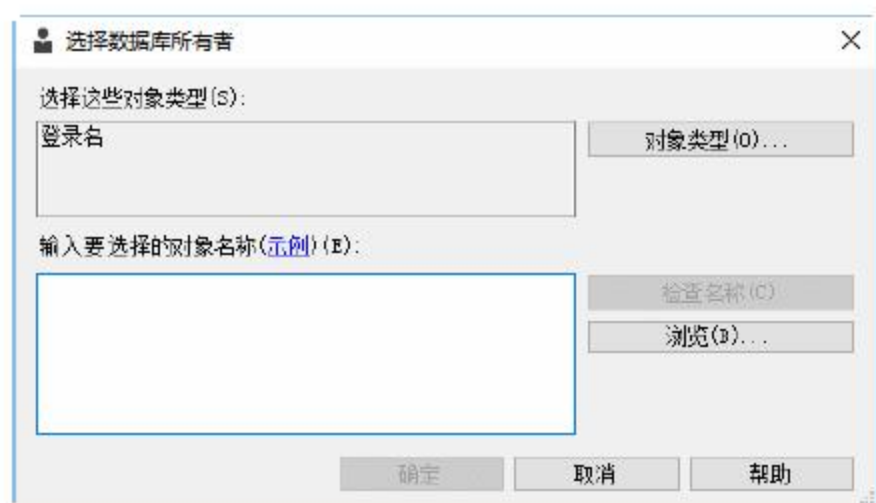 选择数据库所有者
选择这些对象类型(S):
登录名
对象类型(O)...
输入要选择的对象名称(示例)(E):
检查名称(C)
浏览(B)...
确定
取消
帮助